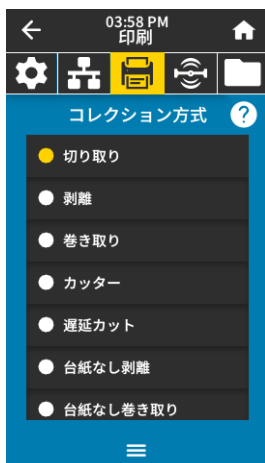 03:58 PM
印刷
コレクション方式 ?
切り取り
剥離
巻き取り
カッター
遅延カット
台紙なし剥離
台紙なし巻き取り